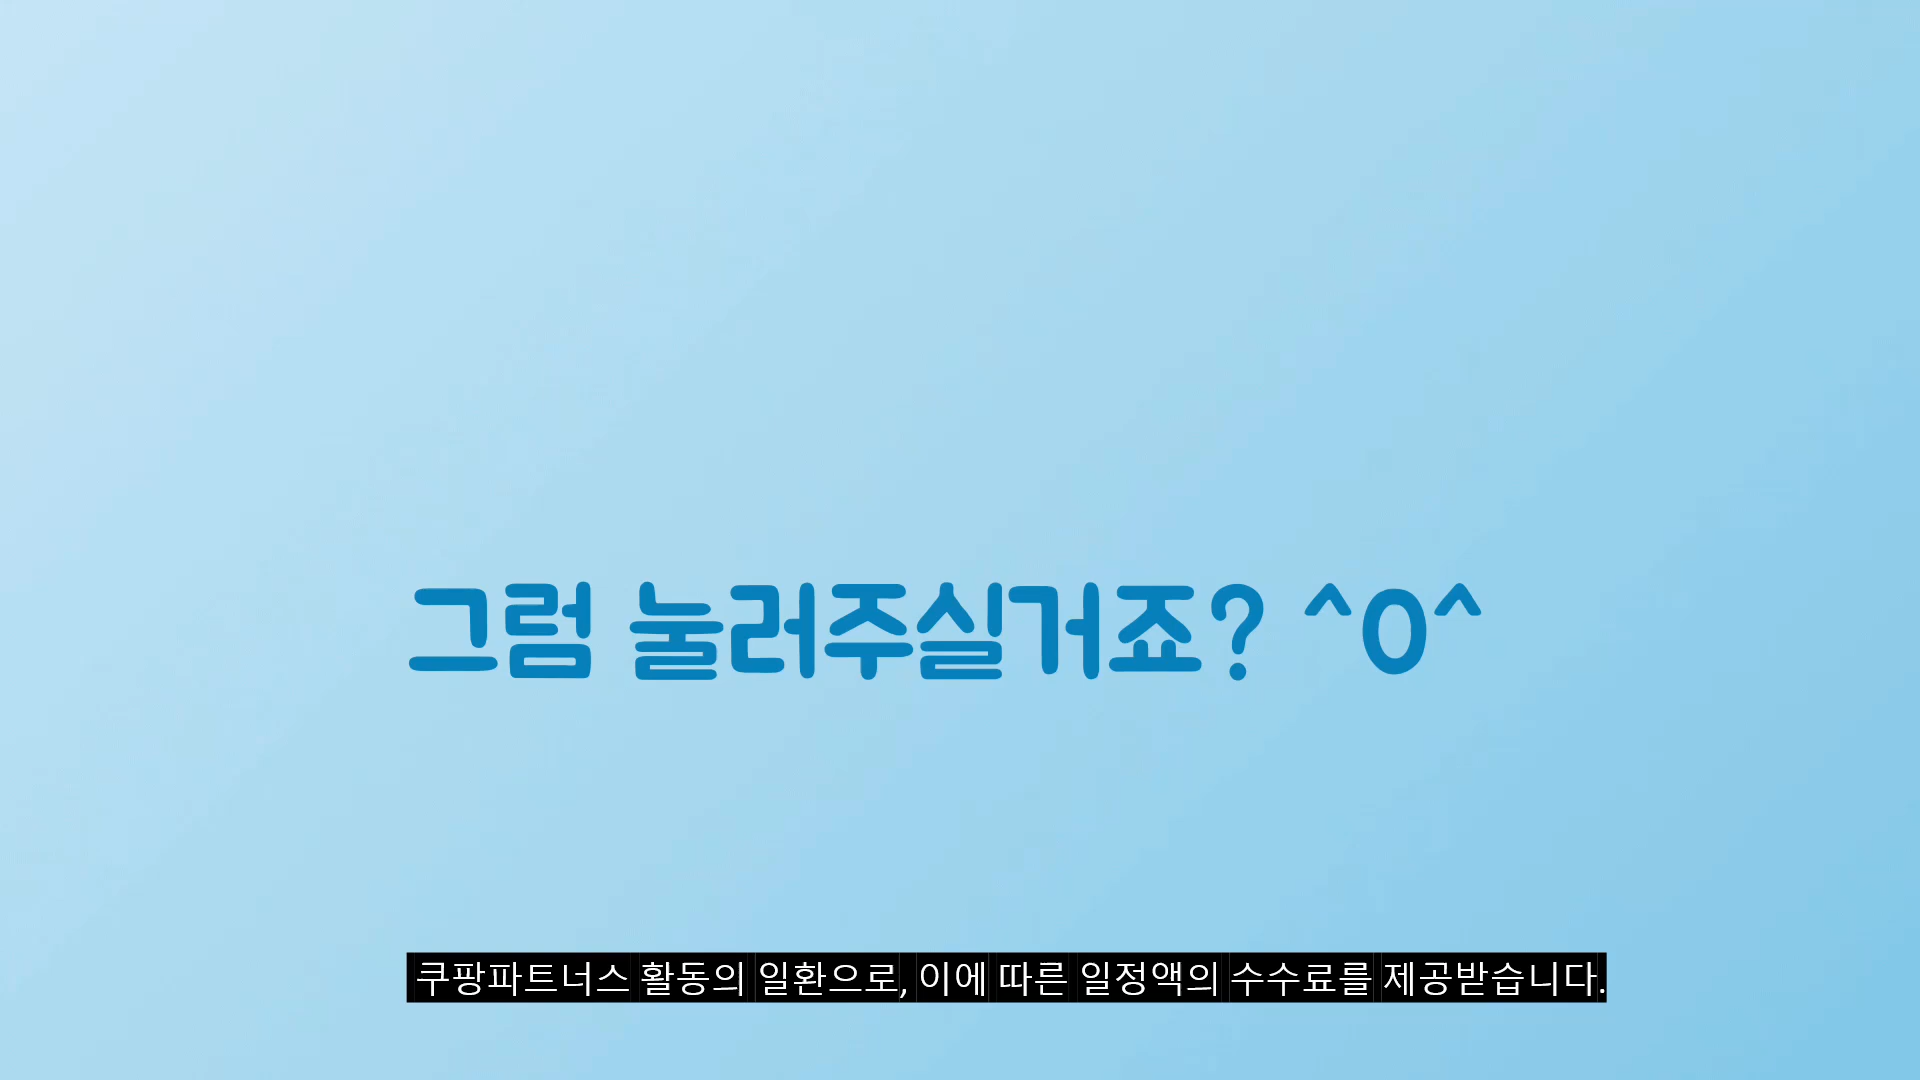 그럼 눌러주실거죠? ^0^
쿠팡파트너스 활동의 일환으로, 이에 따른 일정액의 수수료를 제공받습니다.